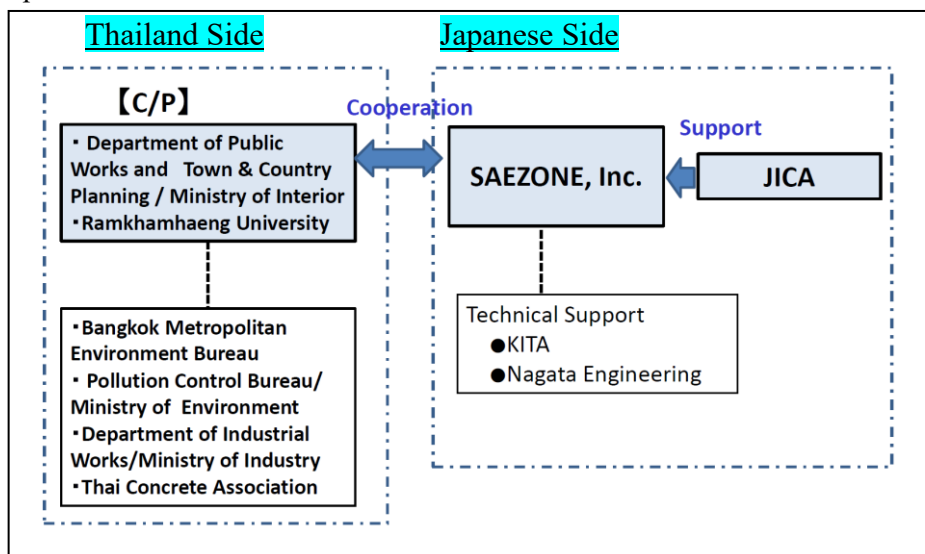 Thailand Side
Japanese Side
【C/P】
Cooperation
・Department of Public
Works and Town & Country
Planning / Ministry of Interior
・Ramkhamhaeng University
SAEZONE, Inc.
Support
JICA
・Bangkok Metropolitan
Environment Bureau
・Pollution Control Bureau/
Ministry of Environment
・Department of Industrial
Works/Ministry of Industry
・Thai Concrete Association
Technical Support
●KITA
●Nagata Engineering